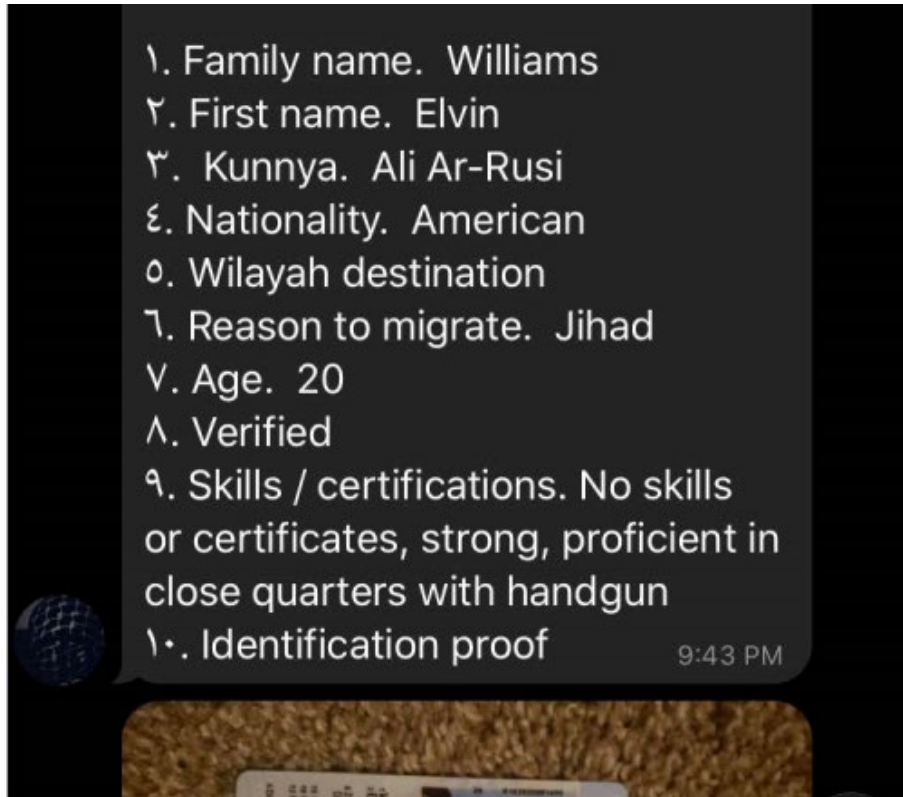 ١. Family name.  Williams
٢. First name.  Elvin
٣.  Kunnya.  Ali Ar-Rusi
٤. Nationality.  American
٥. Wilayah destination
٦. Reason to migrate.  Jihad
٧. Age.  20
٨. Verified
٩. Skills / certifications. No skills
or certificates, strong, proficient in
close quarters with handgun
١٠. Identification proof
9:43 PM